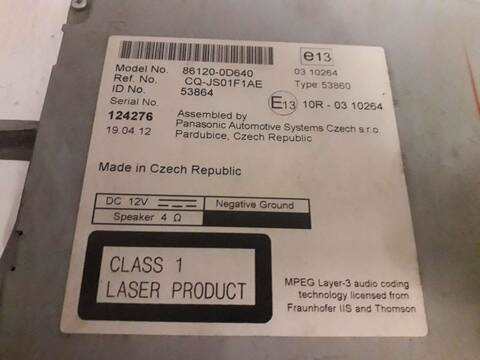 Model No. 86120-0D640
Ref. No. CQ-JS01F1AE
ID No. 53864
Serial No.
124276
19.04.12
Assembled by
Panasonic Automotive Systems Czech s.r.o.
Pardubice, Czech Republic
e13
03 10264
Type 53860
E13 10R - 03 10264
Made in Czech Republic
DC 12V Negative Ground
Speaker 4 Ω
CLASS 1
LASER PRODUCT
MPEG Layer-3 audio coding
technology licensed from
Fraunhofer IIS and Thomson